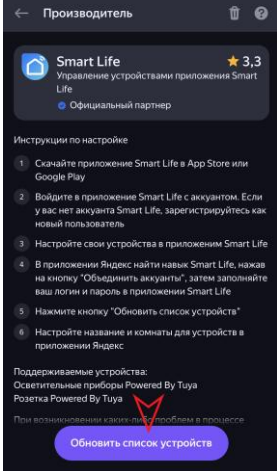 Производитель
Smart Life
3,3
Управление устройствами приложения Smart
Life
Официальный партнер
Инструкции по настройке
1 Скачайте приложение Smart Life в App Store или
Google Play
2 Войдите в приложение Smart Life с аккуантом. Если
у вас нет аккуанта Smart Life, зарегистрируйтесь как
новый пользователь
3 Настройте свои устройства в приложеним Smart Life
4 В приложении Яндекс найти навык Smart Life, нажав
на кнопку "Объединить аккуанты", затем заполняйте
ваш логин и пароль в приложении Smart Life
5 Нажмите кнопку "Обновить список устройств"
6 Настройте название и комнаты для устройств в
приложении Яндекс
Поддерживаемые устройства:
Осветительные приборы Powered By Tuya
Розетка Powered By Tuya
При возникновении каких-либо проблем в процессе
Обновить список устройств